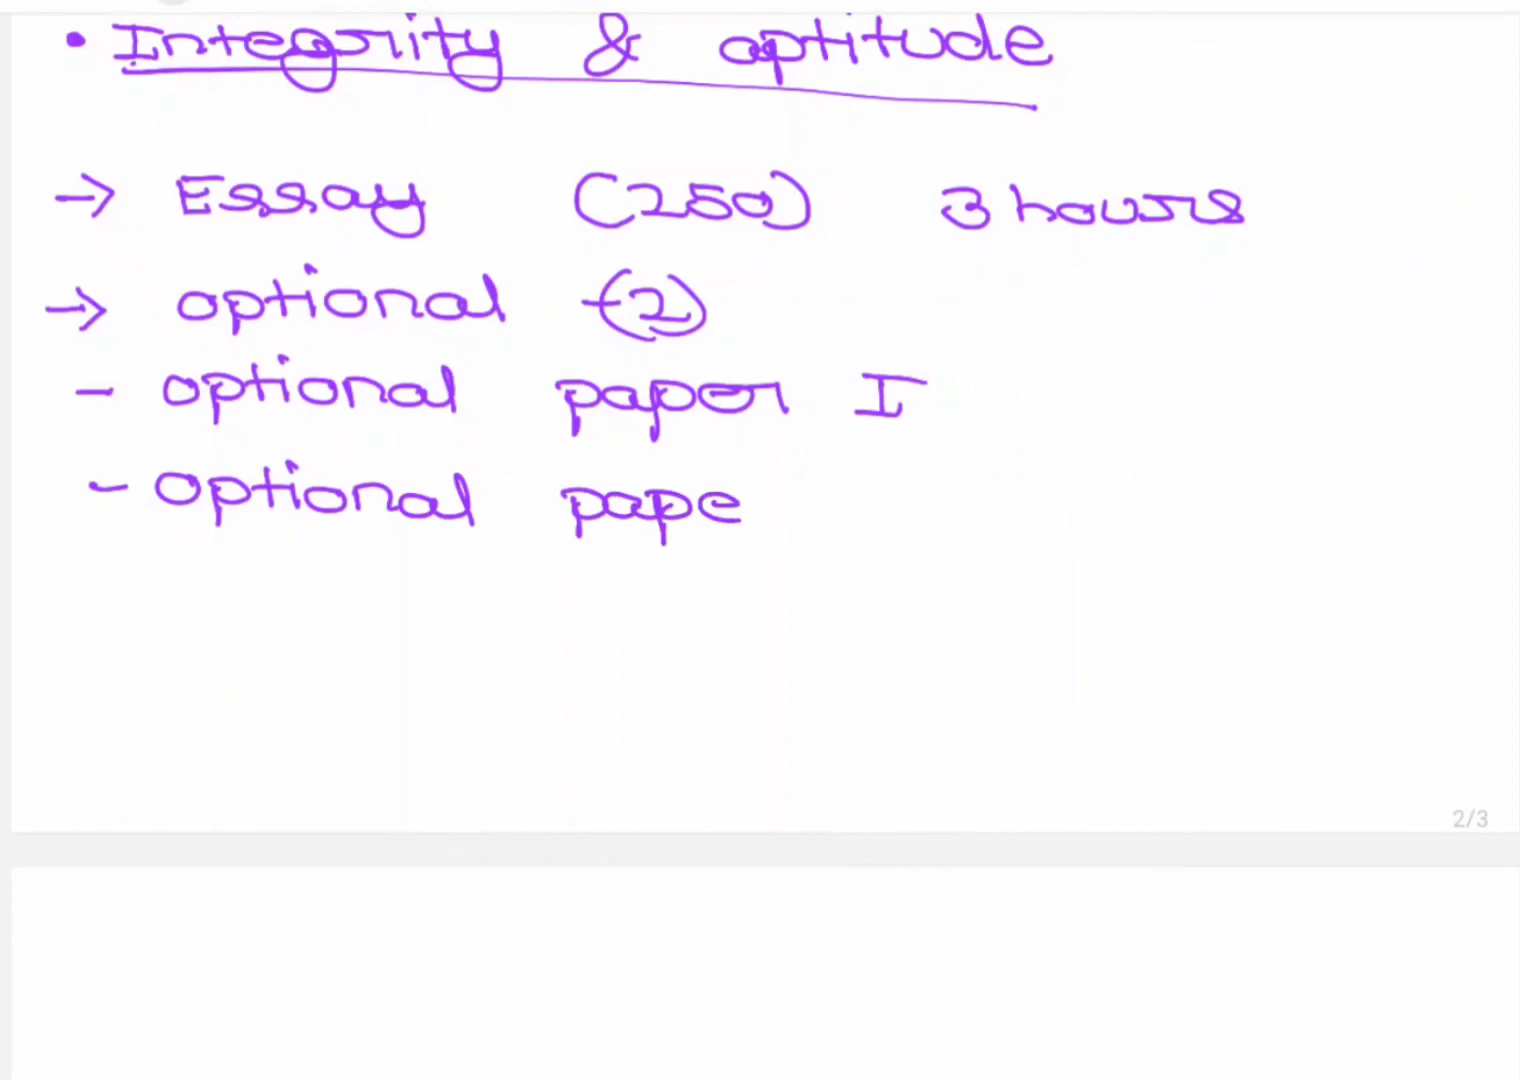 • Integrity & aptitude
→ Essay (250) 3 hours
→ optional (2)
- optional paper I
- optional pape
2/3